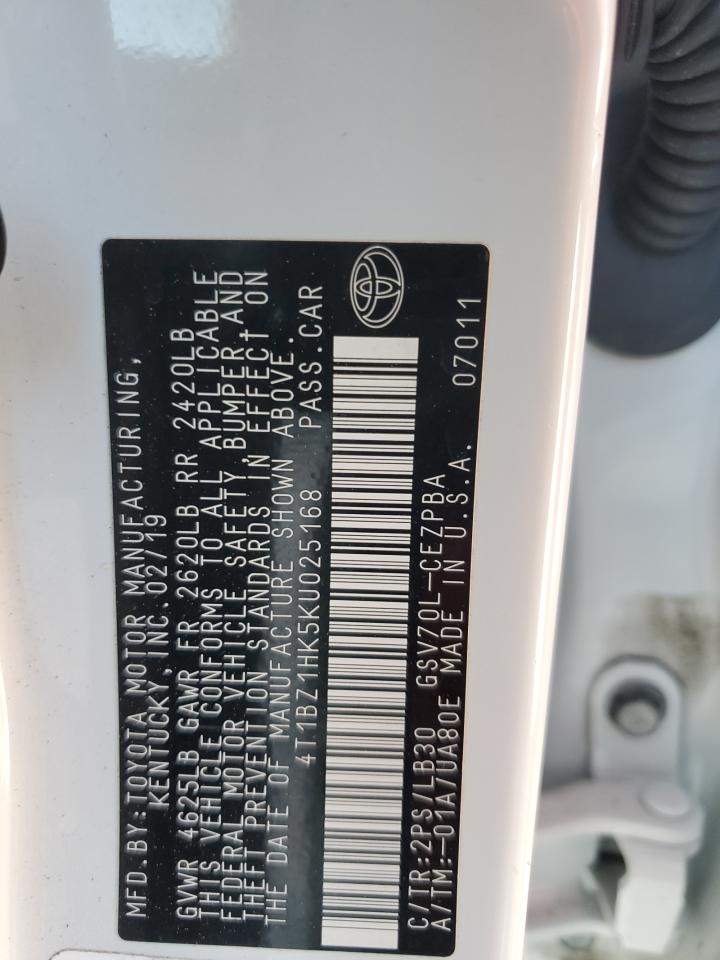 MFD.BY:TOYOTA MOTOR MANUFACTURING,
KENTUCKY, INC. 02/19
GVWR 4625LB GAWR FR 2620LB RR 2420LB
THIS VEHICLE CONFORMS TO ALL APPLICABLE
FEDERAL MOTOR VEHICLE SAFETY, BUMPER, AND
THEFT PREVENTION STANDARDS IN EFFECT ON
THE DATE OF MANUFACTURE SHOWN ABOVE.
4T1BZ1HK5KU025168 PASS.CAR
C/TR:2PS/LB30 GSV70L-CEZPBA
A/TM:-01A/UA80E MADE IN U.S.A. 07011